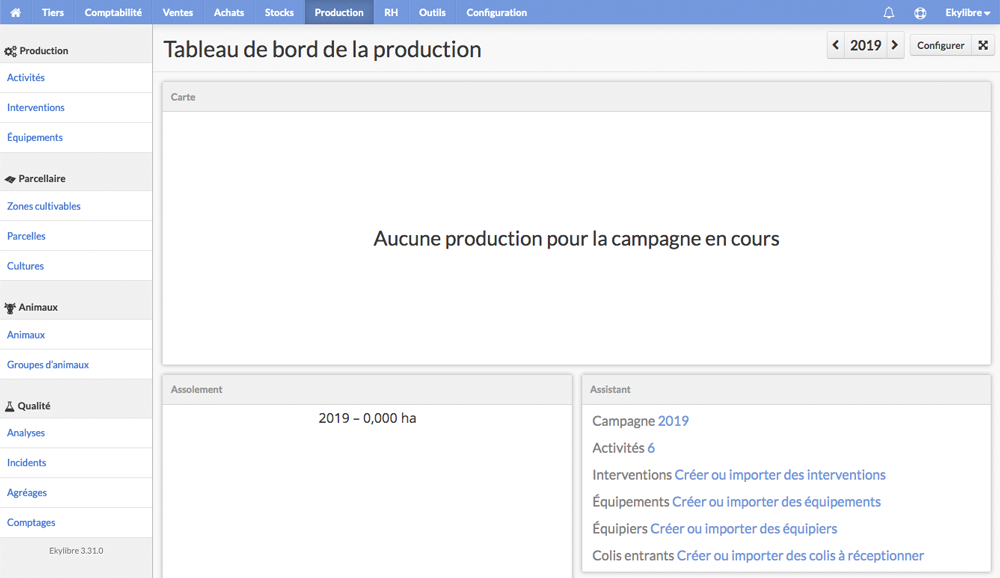 Tiers Comptabilité Ventes Achats Stocks Production RH Outils Configuration Ekylibre
Production
Activités
Interventions
Équipements
Parcellaire
Zones cultivables
Parcelles
Cultures
Animaux
Animaux
Groupes d'animaux
Qualité
Analyses
Incidents
Agréages
Comptages
Ekylibre 3.31.0
Tableau de bord de la production
2019
Configurer
Carte
Aucune production pour la campagne en cours
Assolement
2019 – 0,000 ha
Assistant
Campagne 2019
Activités 6
Interventions Créer ou importer des interventions
Équipements Créer ou importer des équipements
Équipiers Créer ou importer des équipiers
Colis entrants Créer ou importer des colis à réceptionner